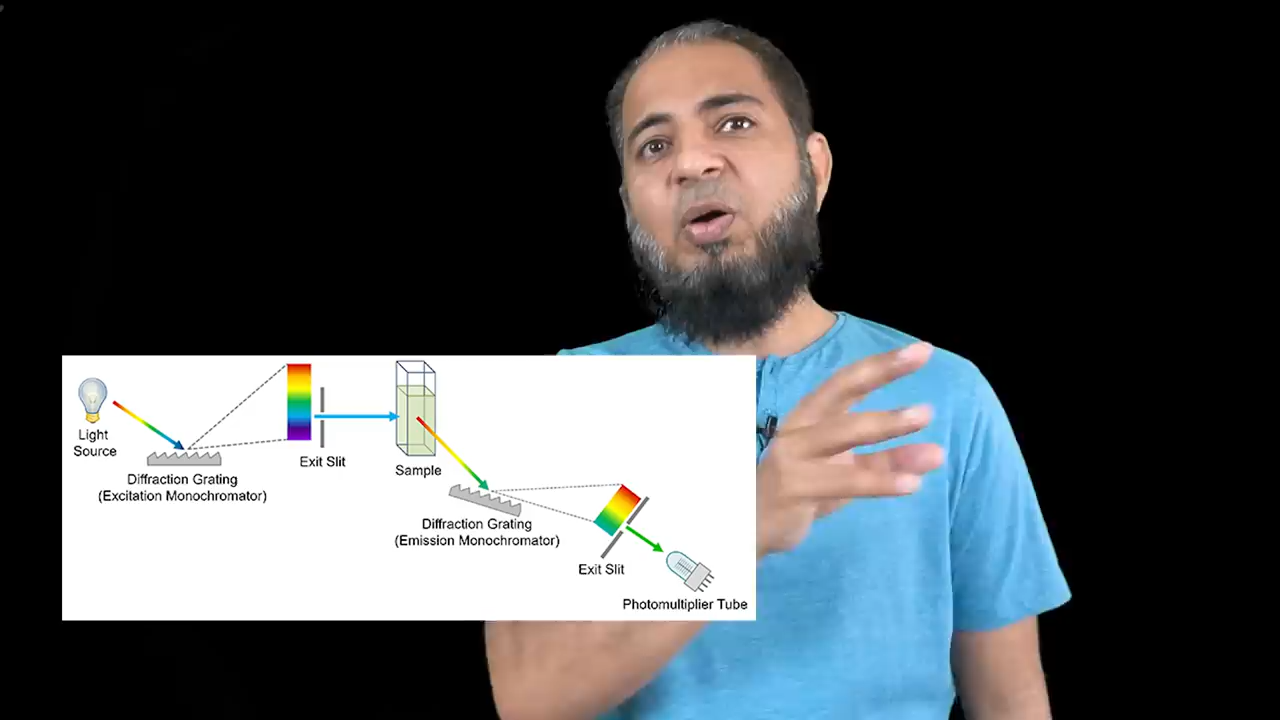 Light
Source
Diffraction Grating
(Excitation Monochromator)
Exit Slit
Sample
Diffraction Grating
(Emission Monochromator)
Exit Slit
Photomultiplier Tube